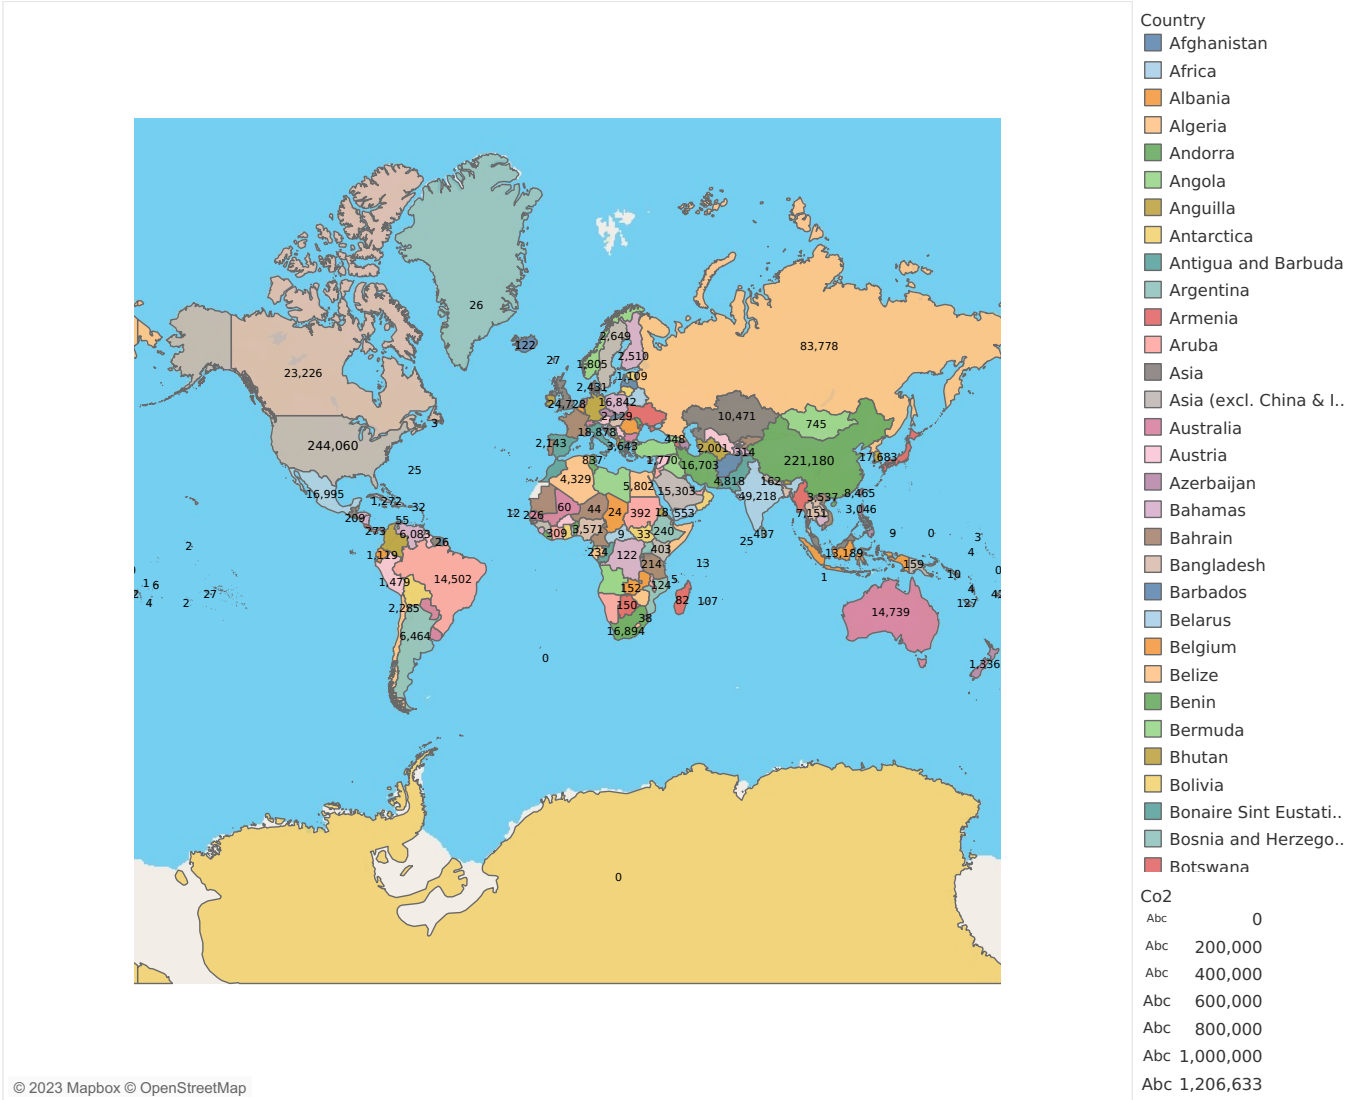 26
122
2,649
83,778
27
2,510
1,805
23,226
1,109
2,431
24,728
16,842
10,471
2,129
745
3
18,878
448
244,060
2,143
3,643
2,001
314
17,683
837
1,770
16,703
221,180
25
4,329
4,818
162
5,802
15,303
49,218
3,537
8,465
16,995
1,272
32
60
44
24
392
18
553
7,151
3,046
12
226
209
55
309
3,571
9
33
240
437
9
0
3
273
6,083
26
25
2
1,119
234
122
403
13,189
4
214
13
159
1,479
14,502
152
124
5
1
10
0
1
6
27
2
4
2
2,285
150
82
107
14,739
4
127
42
6,464
38
16,894
0
1,336
0
© 2023 Mapbox © OpenStreetMap
Country
Afghanistan
Africa
Albania
Algeria
Andorra
Angola
Anguilla
Antarctica
Antigua and Barbuda
Argentina
Armenia
Aruba
Asia
Asia (excl. China & I..
Australia
Austria
Azerbaijan
Bahamas
Bahrain
Bangladesh
Barbados
Belarus
Belgium
Belize
Benin
Bermuda
Bhutan
Bolivia
Bonaire Sint Eustati..
Bosnia and Herzego..
Botswana
Co2
Abc 0
Abc 200,000
Abc 400,000
Abc 600,000
Abc 800,000
Abc 1,000,000
Abc 1,206,633